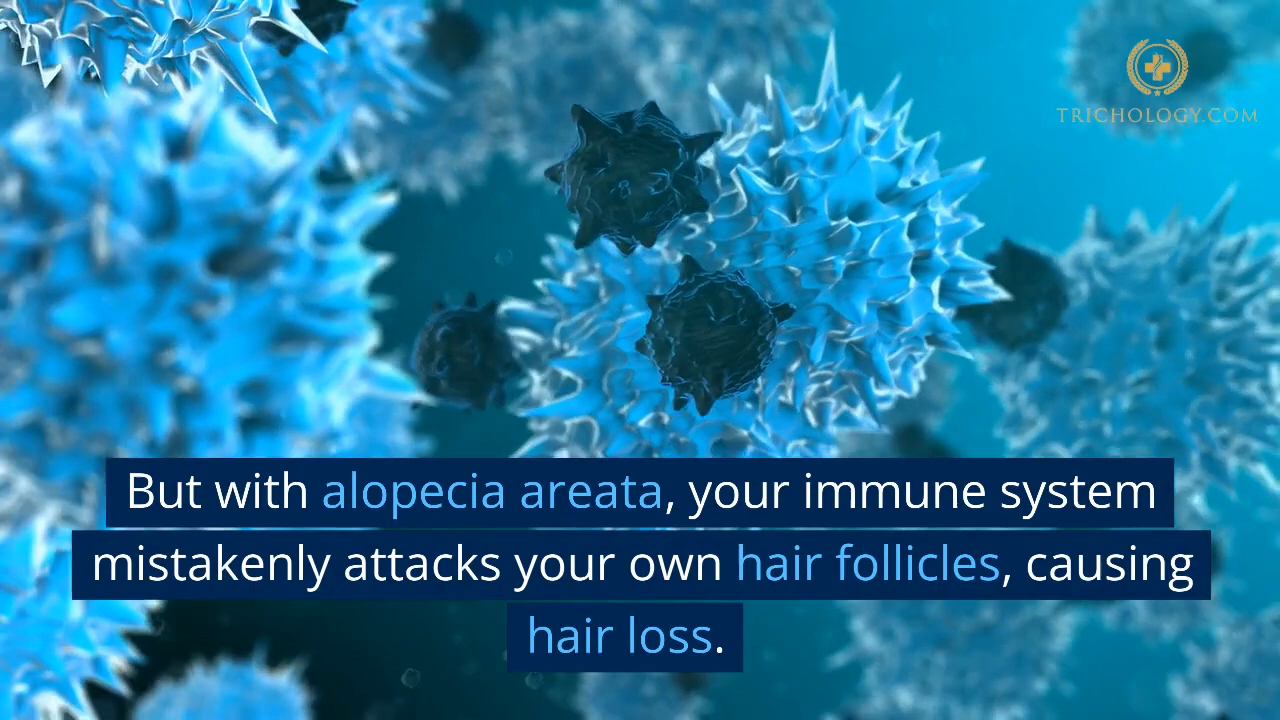 TRICHOLOGY.COM
But with alopecia areata, your immune system
mistakenly attacks your own hair follicles, causing
hair loss.